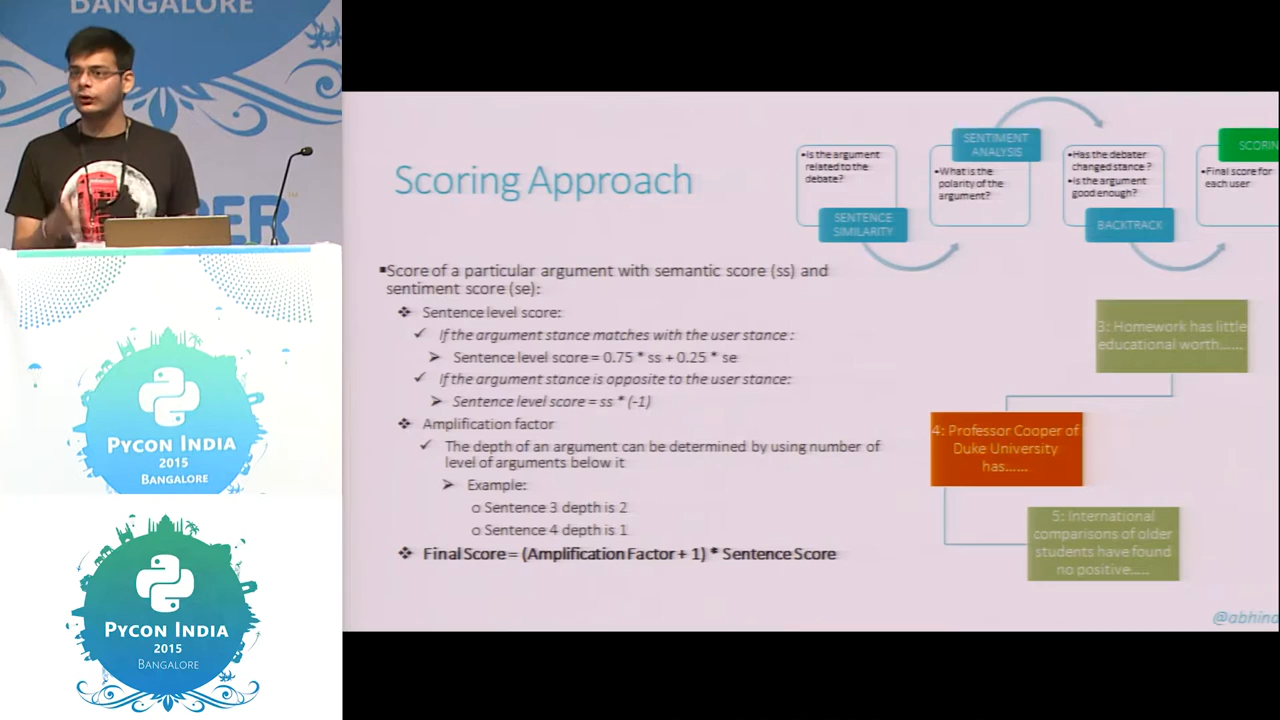 BANGALORE
PYCON INDIA
2015
BANGALORE
PYCON INDIA
2015
BANGALORE
Scoring Approach
•Is the argument
related to the
debate?
SENTENCE
SIMILARITY
SENTIMENT
ANALYSIS
•What is the
polarity of the
argument?
•Has the debater
changed stance?
•Is the argument
good enough?
BACKTRACK
•Final score for
each user
▪Score of a particular argument with semantic score (ss) and
sentiment score (se):
❖ Sentence level score:
✓ If the argument stance matches with the user stance :
➢ Sentence level score = 0.75 * ss + 0.25 * se
✓ If the argument stance is opposite to the user stance:
➢ Sentence level score = ss * (-1)
❖ Amplification factor
✓ The depth of an argument can be determined by using number of
level of arguments below it
➢ Example:
o Sentence 3 depth is 2
o Sentence 4 depth is 1
❖ Final Score = (Amplification Factor + 1) * Sentence Score
3: Homework has little
educational worth......
4: Professor Cooper of
Duke University
has......
5: International
comparisons of older
students have found
no positive.....